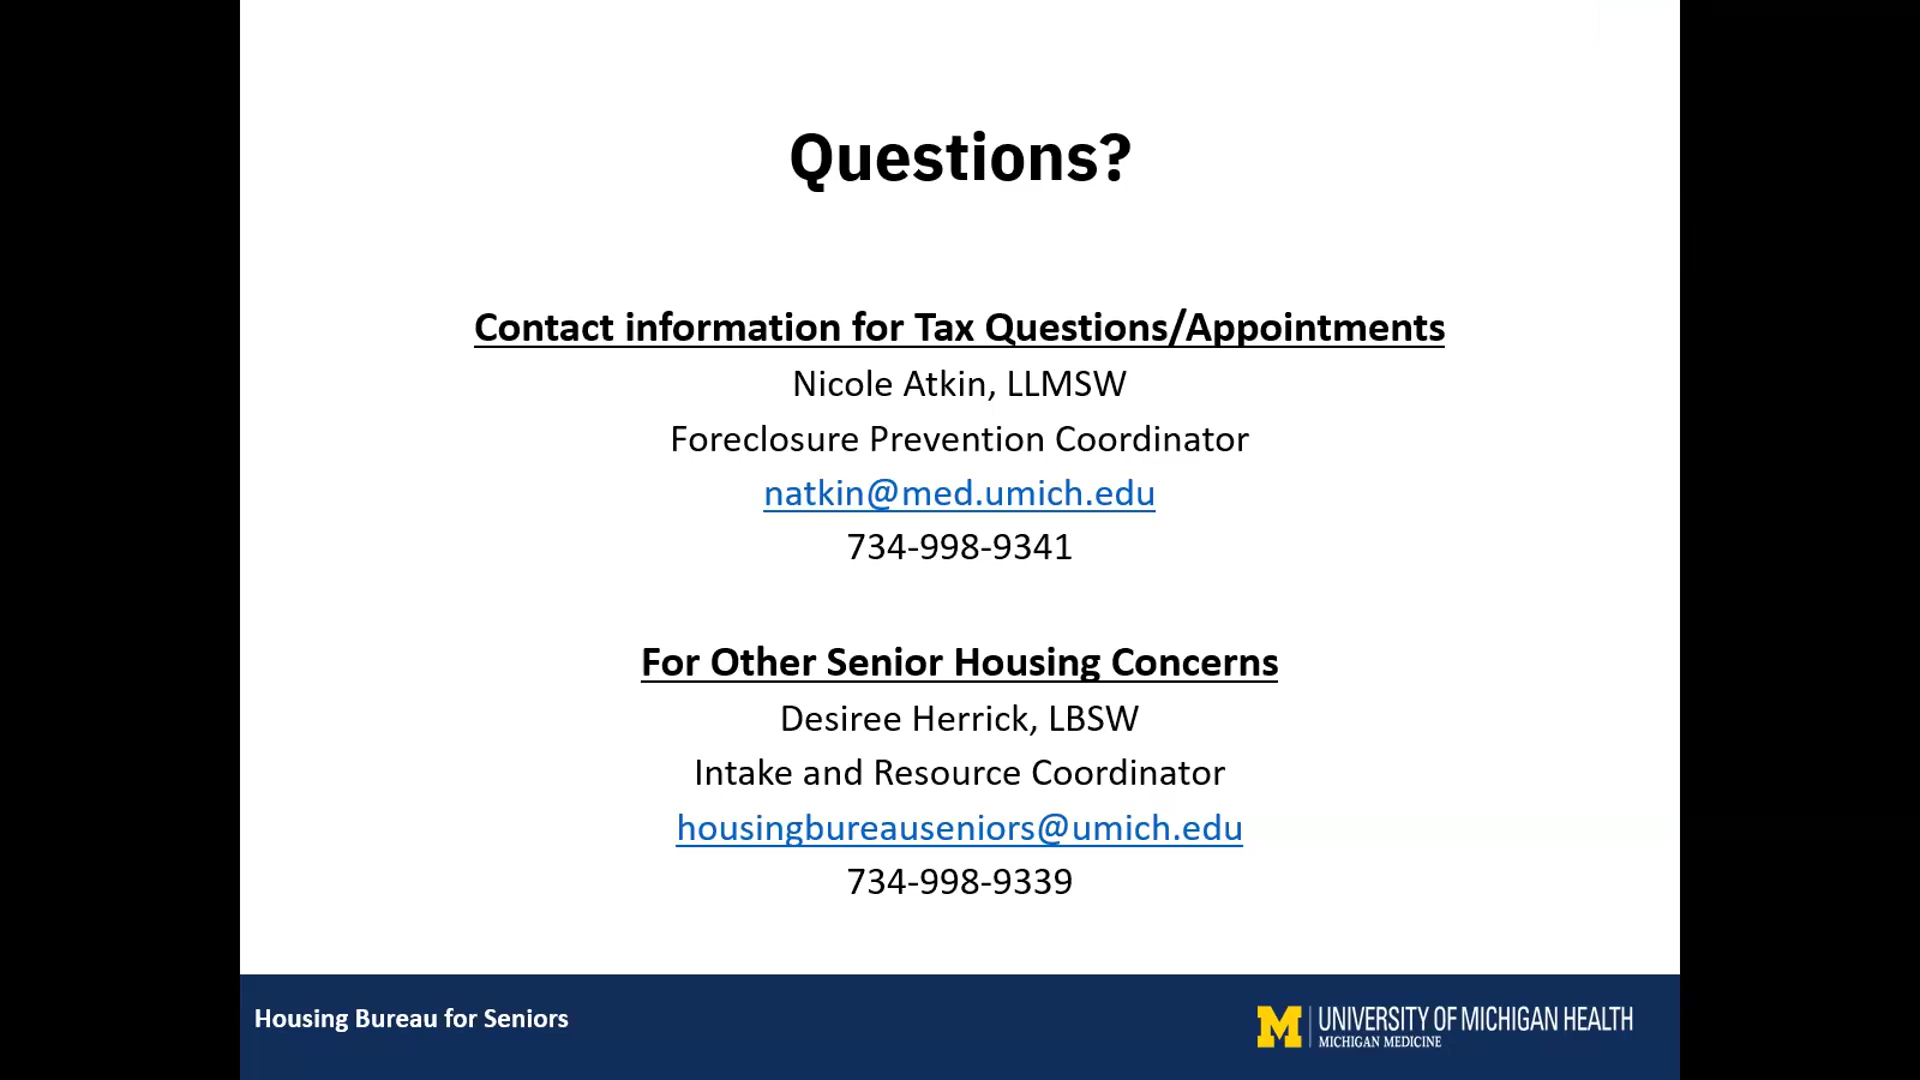 Questions?
Contact information for Tax Questions/Appointments
Nicole Atkin, LLMSW
Foreclosure Prevention Coordinator
natkin@med.umich.edu
734-998-9341
For Other Senior Housing Concerns
Desiree Herrick, LBSW
Intake and Resource Coordinator
housingbureauseniors@umich.edu
734-998-9339
Housing Bureau for Seniors
M UNIVERSITY OF MICHIGAN HEALTH
MICHIGAN MEDICINE